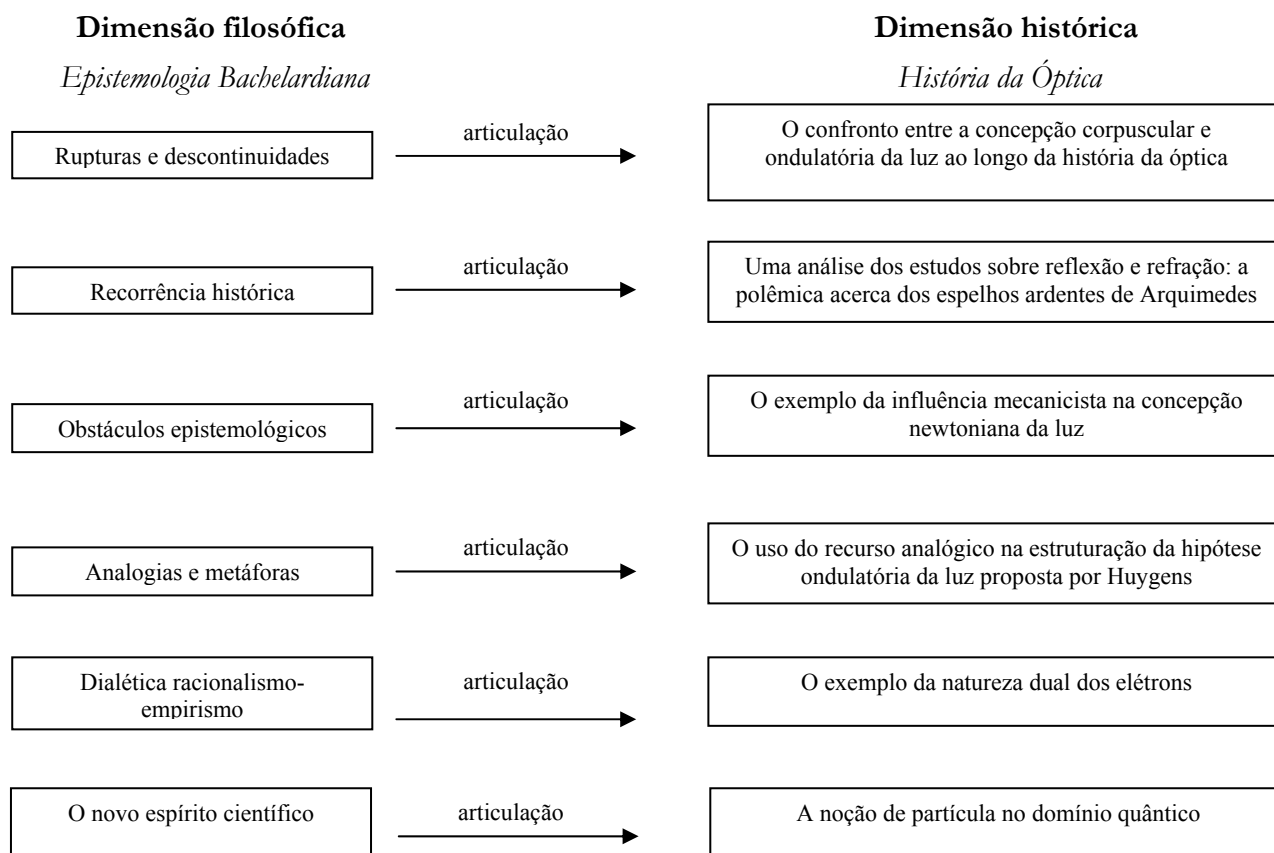 Dimensão filosófica
Dimensão histórica
Epistemologia Bachelardiana
História da Óptica
Rupturas e descontinuidades
articulação
O confronto entre a concepção corpuscular e
ondulatória da luz ao longo da história da óptica
Recorrência histórica
articulação
Uma análise dos estudos sobre reflexão e refração: a
polêmica acerca dos espelhos ardentes de Arquimedes
Obstáculos epistemológicos
articulação
O exemplo da influência mecanicista na concepção
newtoniana da luz
Analogias e metáforas
articulação
O uso do recurso analógico na estruturação da hipótese
ondulatória da luz proposta por Huygens
Dialética racionalismo-
empirismo
articulação
O exemplo da natureza dual dos elétrons
O novo espírito científico
articulação
A noção de partícula no domínio quântico